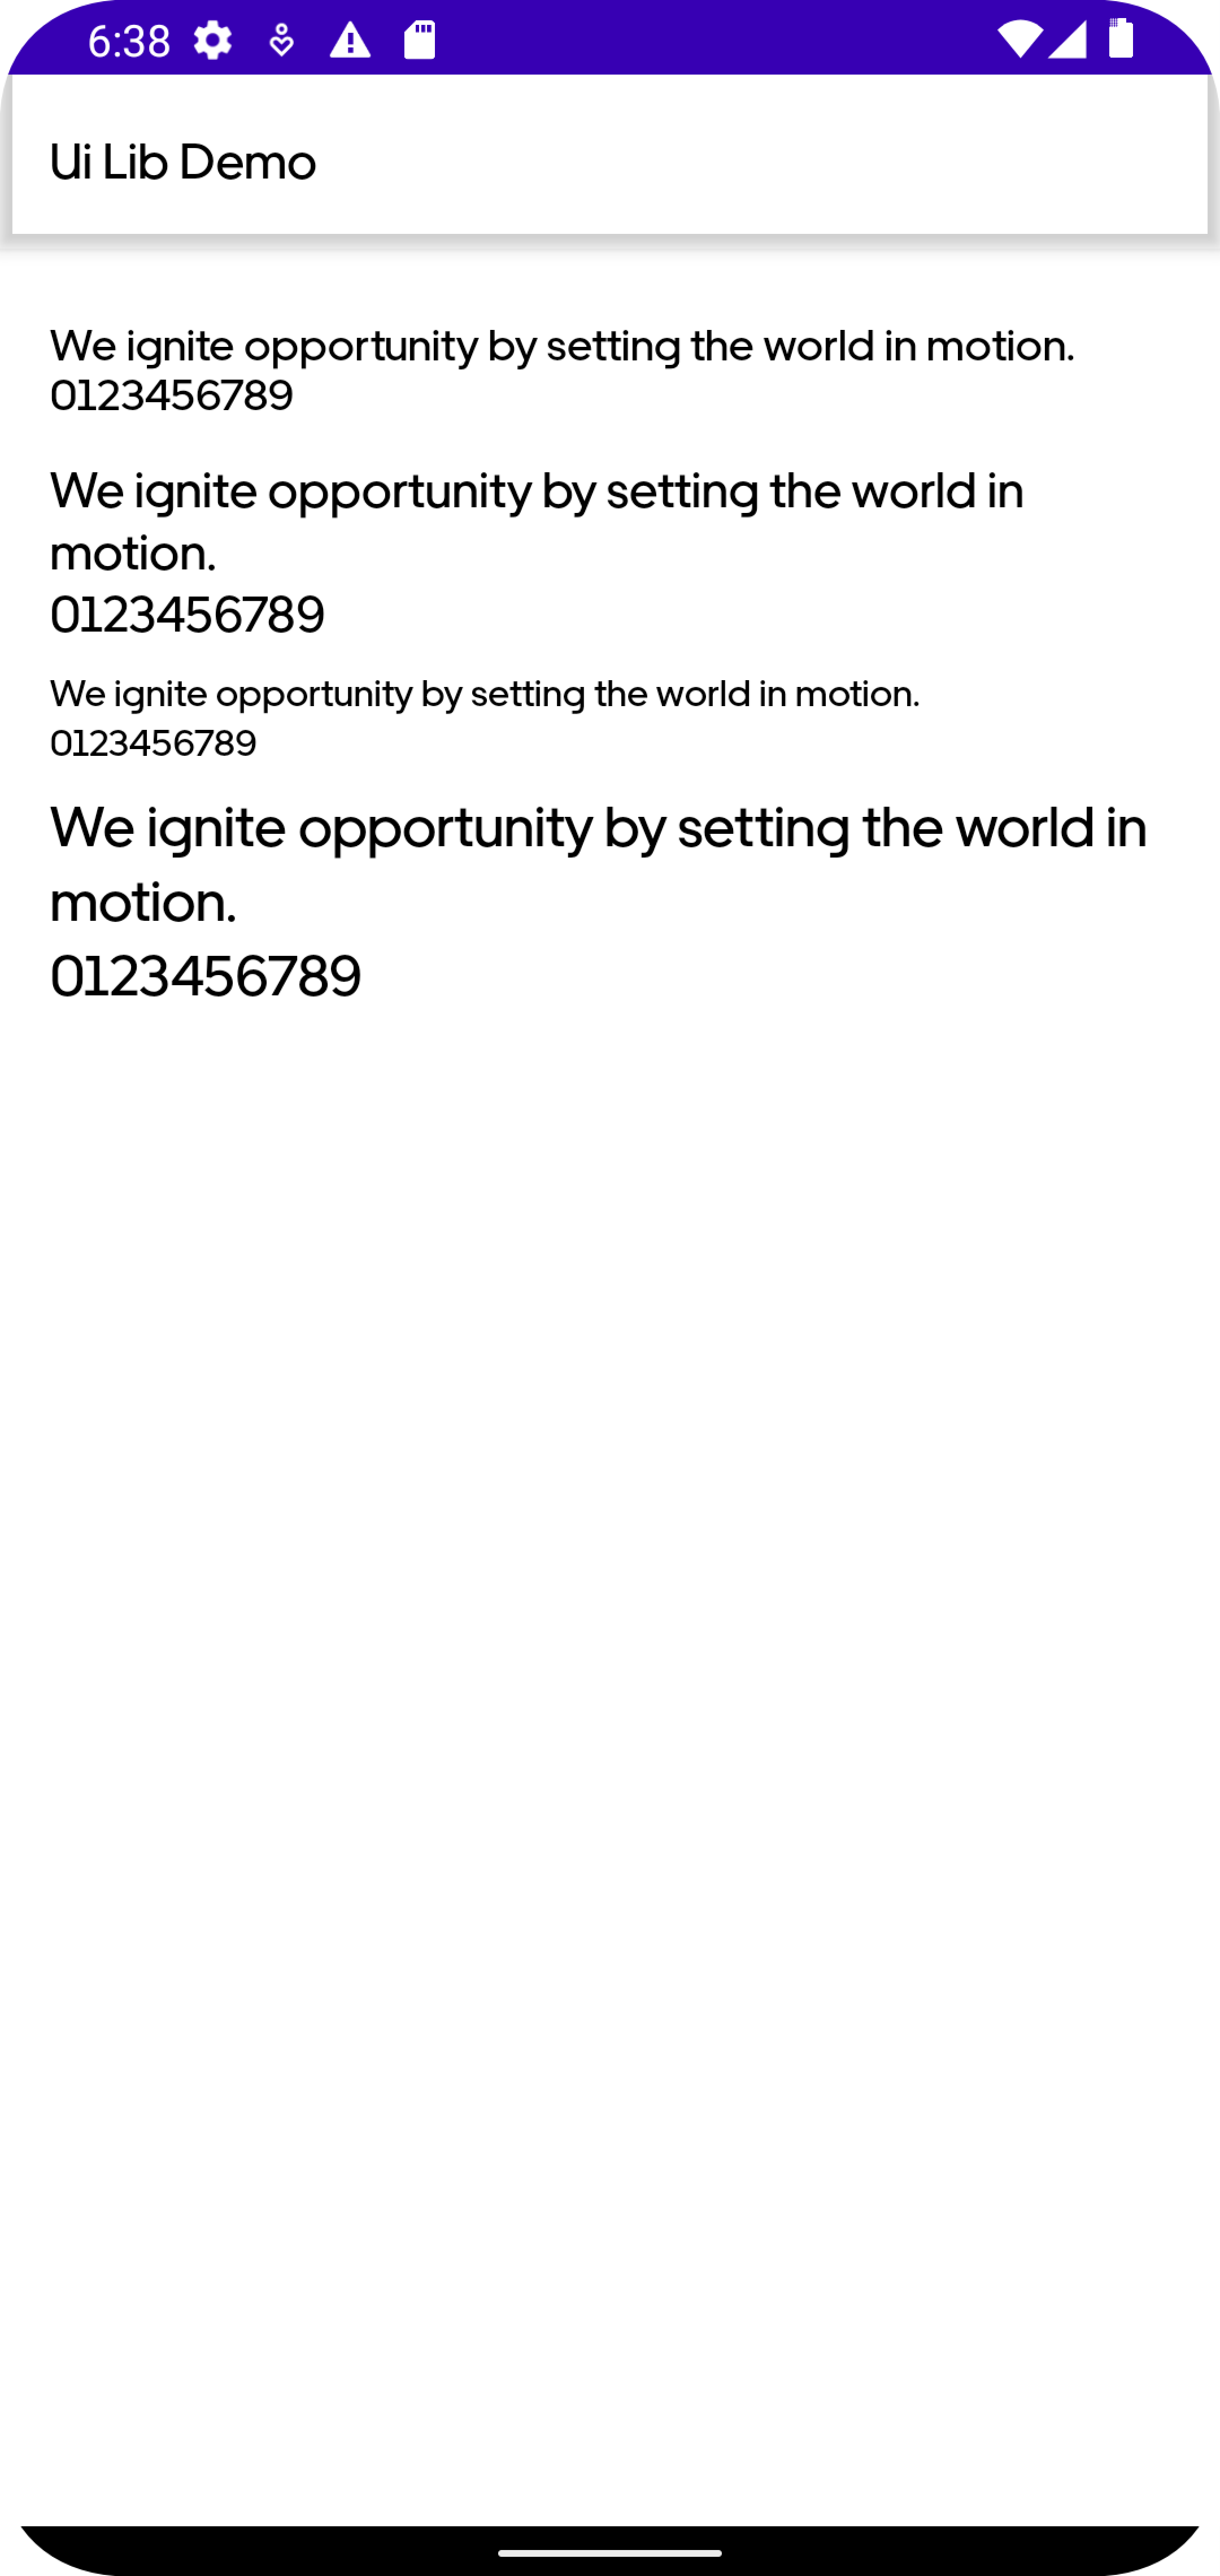 6:38
Ui Lib Demo
We ignite opportunity by setting the world in motion.
0123456789
We ignite opportunity by setting the world in
motion.
0123456789
We ignite opportunity by setting the world in motion.
0123456789
We ignite opportunity by setting the world in
motion.
0123456789